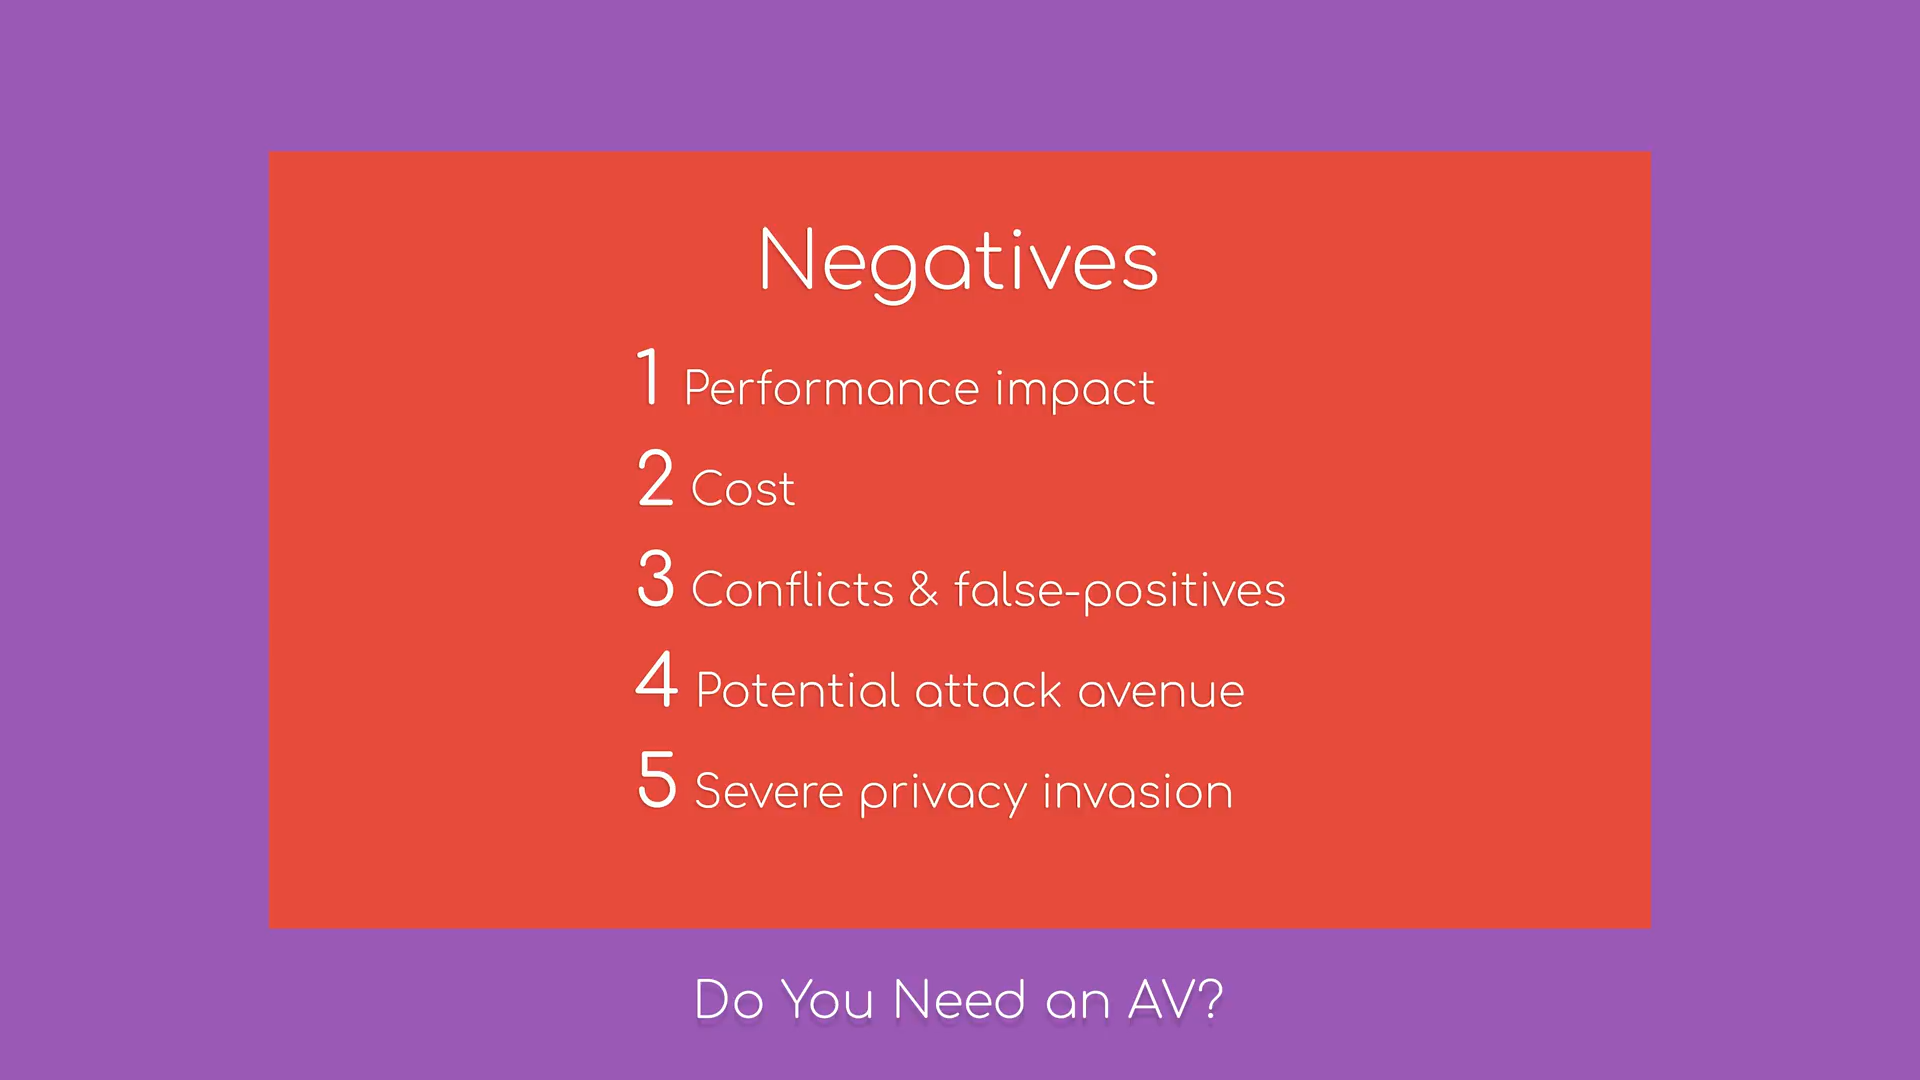 Negatives
1 Performance impact
2 Cost
3 Conflicts & false-positives
4 Potential attack avenue
5 Severe privacy invasion
Do You Need an AV?